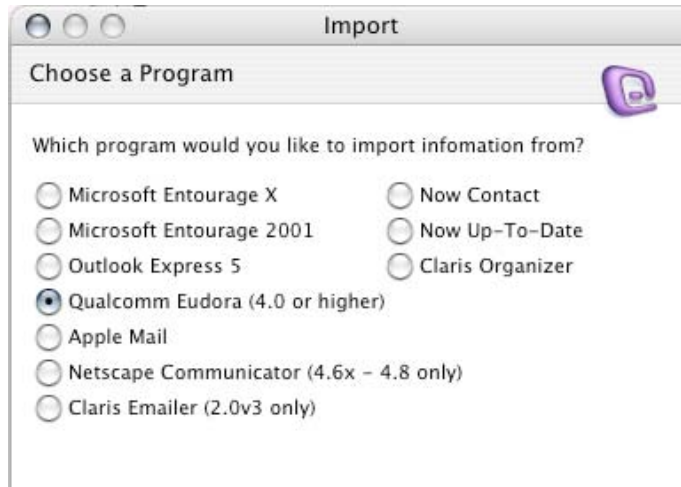 Import
Choose a Program
Which program would you like to import infomation from?
Microsoft Entourage X
Microsoft Entourage 2001
Outlook Express 5
Qualcomm Eudora (4.0 or higher)
Apple Mail
Netscape Communicator (4.6x – 4.8 only)
Claris Emailer (2.0v3 only)
Now Contact
Now Up–To–Date
Claris Organizer